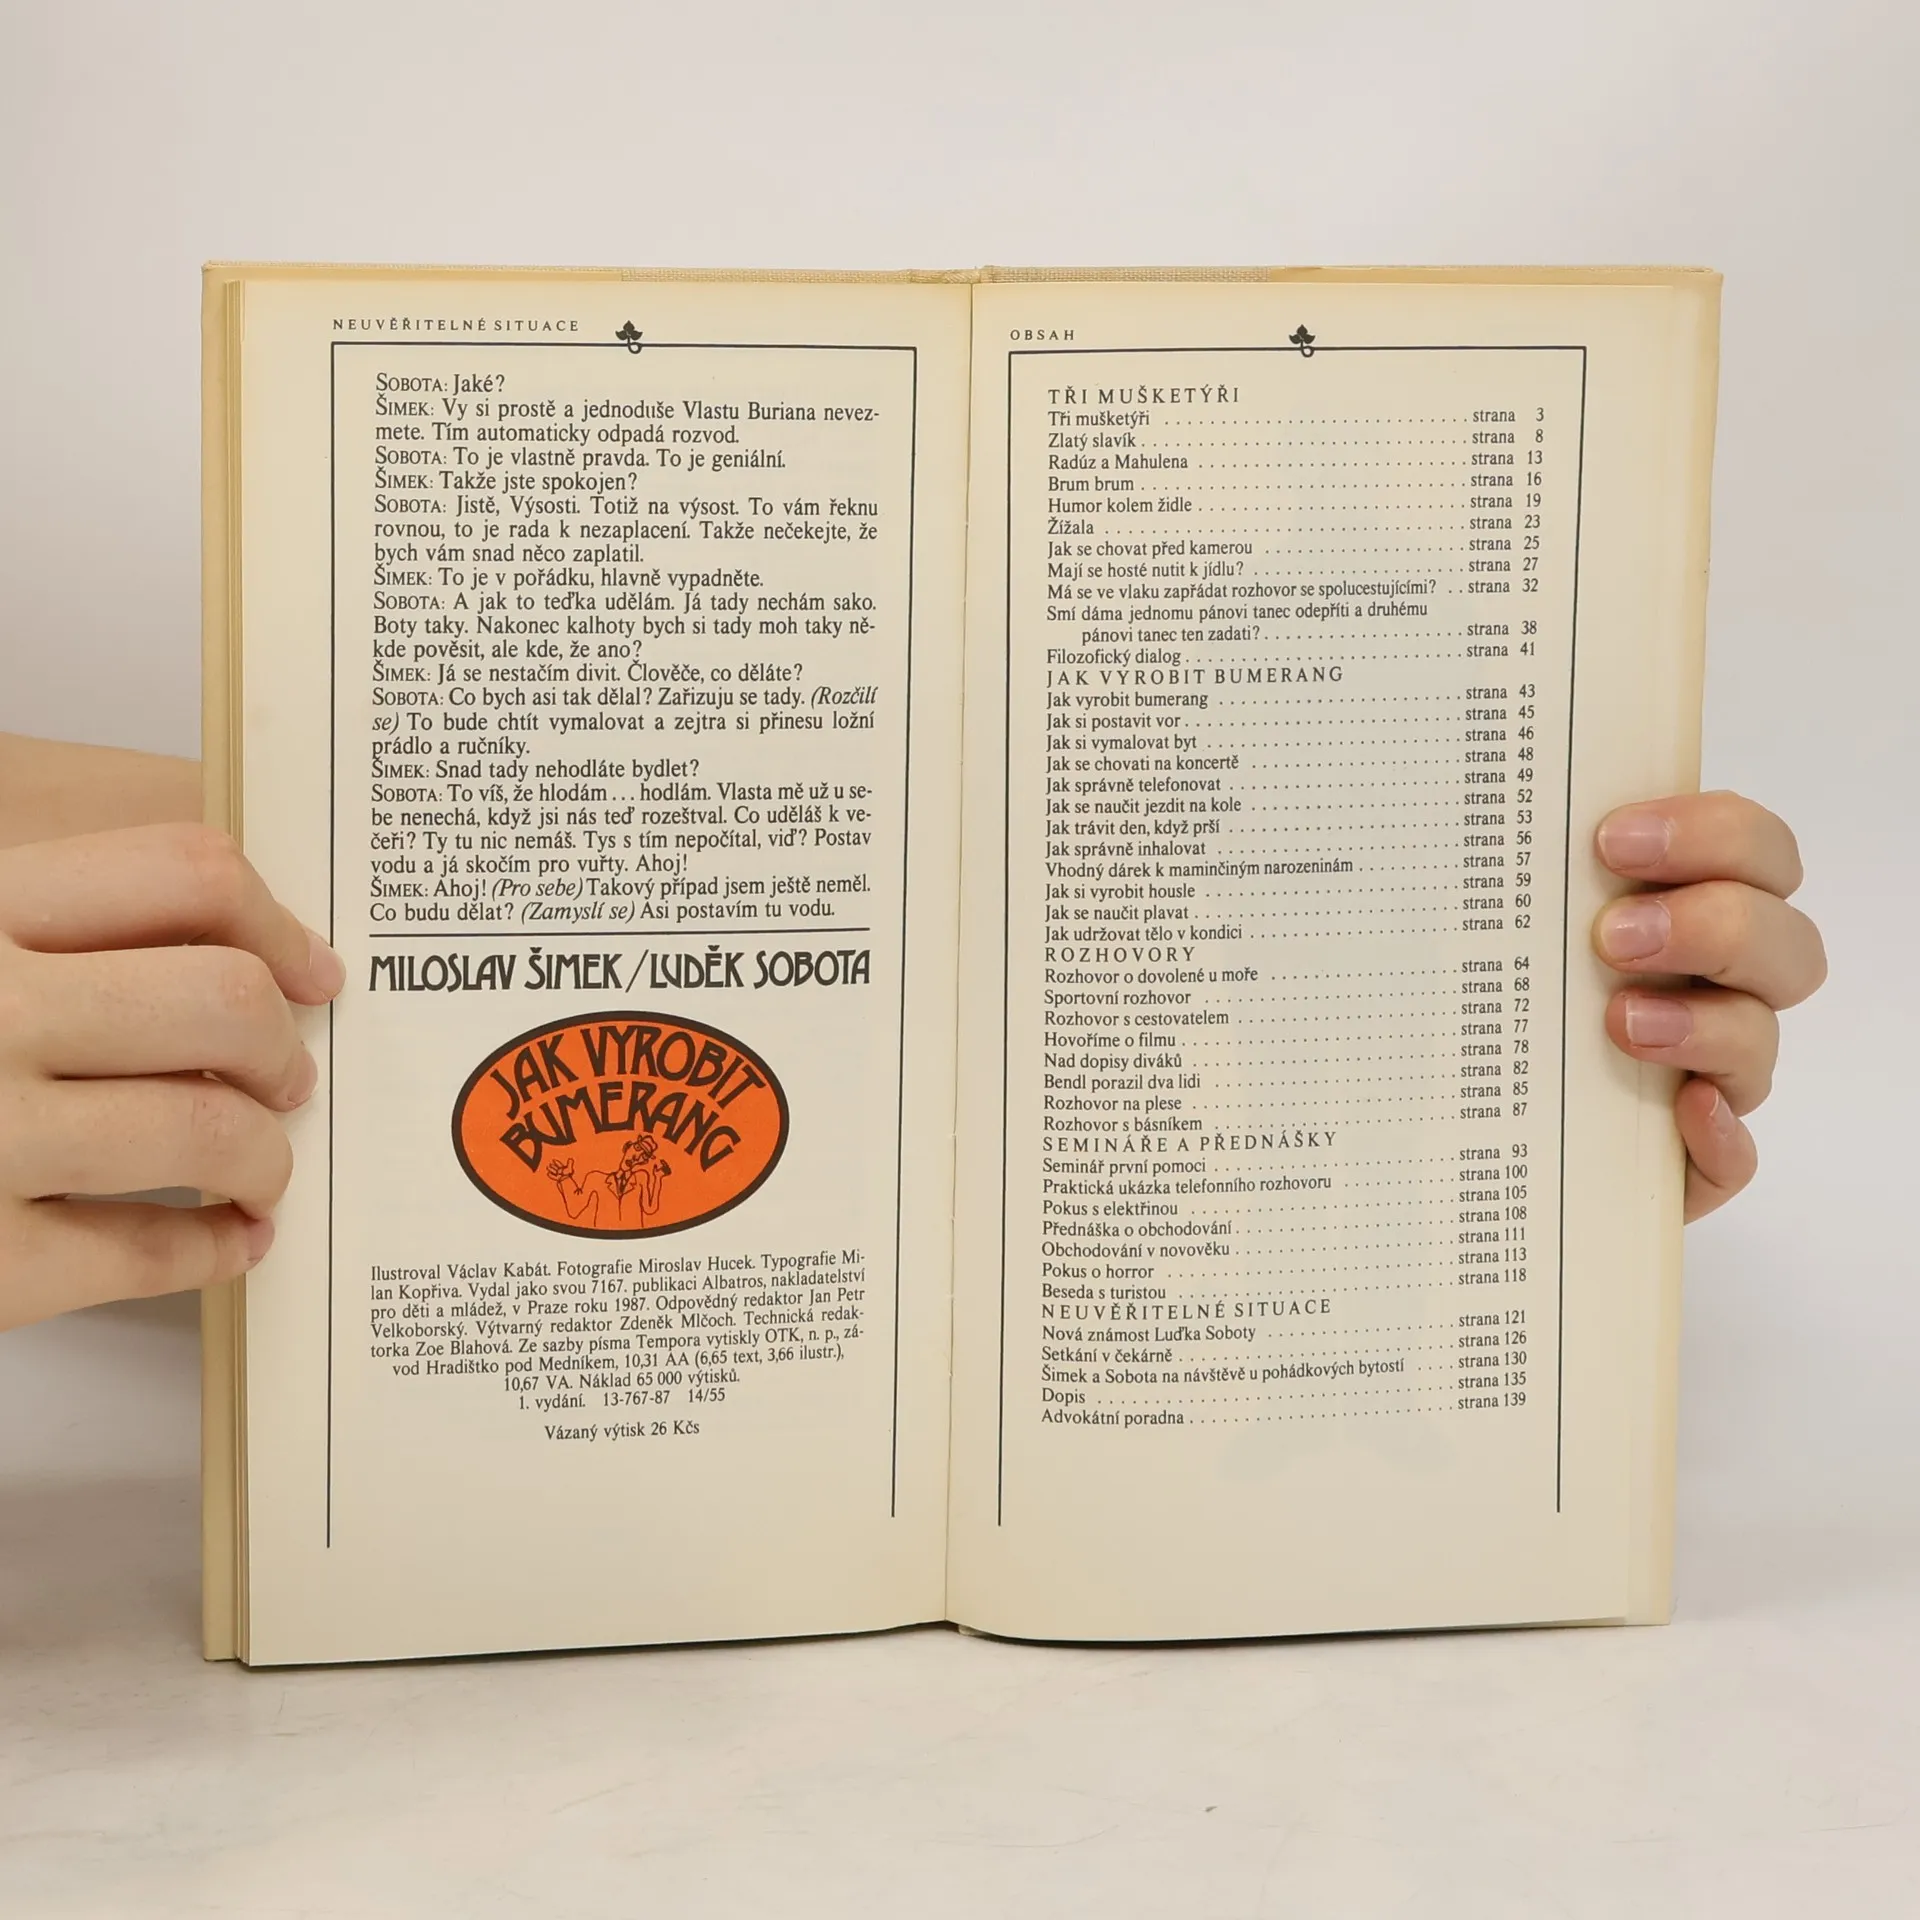 NEUVĚŘITELNÉ SITUACE
SOBOTA: Jaké?
ŠIMEK: Vy si prostě a jednoduše Vlastu Buriana nevez-
mete. Tím automaticky odpadá rozvod.
SOBOTA: To je vlastně pravda. To je geniální.
ŠIMEK: Takže jste spokojen?
SOBOTA: Jistě, Výsosti. Totiž na výsost. To vám řeknu
rovnou, to je rada k nezaplacení. Takže nečekejte, že
bych vám snad něco zaplatil.
ŠIMEK: To je v pořádku, hlavně vypadněte.
SOBOTA: A jak to teďka udělám. Já tady nechám sako.
Boty taky. Nakonec kalhoty bych si tady moh taky ně-
kde pověsit, ale kde, že ano?
ŠIMEK: Já se nestačím divit. Člověče, co děláte?
SOBOTA: Co bych asi tak dělal? Zařizuju se tady. (Rozčilí
se) To bude chtít vymalovat a zejtra si přinesu ložní
prádlo a ručníky.
ŠIMEK: Snad tady nehodláte bydlet?
SOBOTA: To víš, že hlodám... hodlám. Vlasta mě už u se-
be nenechá, když jsi nás teď rozeštval. Co uděláš k ve-
čeři? Ty tu nic nemáš. Tys s tím nepočítal, viď? Postav
vodu a já skočím pro vuřty. Ahoj!
ŠIMEK: Ahoj! (Pro sebe) Takový případ jsem ještě neměl.
Co budu dělat? (Zamyslí se) Asi postavím tu vodu.
MILOSLAV ŠIMEK/LUDĚK SOBOTA
JAK VYROBIT
BUMERANG
Ilustroval Václav Kabát. Fotografie Miroslav Hucek. Typografie Mi-
lan Kopřiva. Vydal jako svou 7167. publikaci Albatros, nakladatelství
pro děti a mládež, v Praze roku 1987. Odpovědný redaktor Jan Petr
Velkoborský. Výtvarný redaktor Zdeněk Mlčoch. Technická redak-
torka Zoe Blahová. Ze sazby písma Tempora vytiskly OTK, n. p., zá-
vod Hradištko pod Medníkem, 10,31 AA (6,65 text, 3,66 ilustr.),
10,67 VA. Náklad 65 000 výtisků.
1. vydání. 13-767-87 14/55
Vázaný výtisk 26 Kčs
OBSAH
TŘI MUŠKETÝŘI
Tři mušketýři . . . . . strana 3
Zlatý slavík . . . . . strana 8
Radúz a Mahulena . . . . . strana 13
Brum brum . . . . . strana 16
Humor kolem židle . . . . . strana 19
Žížala . . . . . strana 23
Jak se chovat před kamerou . . . . . strana 25
Mají se hosté nutit k jídlu? . . . . . strana 27
Má se ve vlaku zapřádat rozhovor se spolucestujícími? . . strana 32
Smí dáma jednomu pánovi tanec odepříti a druhému
pánovi tanec ten zadati? . . . . . strana 38
Filozofický dialog . . . . . strana 41
JAK VYROBIT BUMERANG
Jak vyrobit bumerang . . . . . strana 43
Jak si postavit vor . . . . . strana 45
Jak si vymalovat byt . . . . . strana 46
Jak se chovati na koncertě . . . . . strana 48
Jak správně telefonovat . . . . . strana 49
Jak se naučit jezdit na kole . . . . . strana 52
Jak trávit den, když prší . . . . . strana 53
Jak správně inhalovat . . . . . strana 56
Vhodný dárek k maminčiným narozeninám . . . . . strana 57
Jak si vyrobit housle . . . . . strana 59
Jak se naučit plavat . . . . . strana 60
Jak udržovat tělo v kondici . . . . . strana 62
ROZHOVORY
Rozhovor o dovolené u moře . . . . . strana 64
Sportovní rozhovor . . . . . strana 68
Rozhovor s cestovatelem . . . . . strana 72
Hovoříme o filmu . . . . . strana 77
Nad dopisy diváků . . . . . strana 78
Bendl porazil dva lidi . . . . . strana 82
Rozhovor na plese . . . . . strana 85
Rozhovor s básníkem . . . . . strana 87
SEMINÁŘE A PŘEDNÁŠKY
Seminář první pomoci . . . . . strana 93
Praktická ukázka telefonního rozhovoru . . . . . strana 100
Pokus s elektřinou . . . . . strana 105
Přednáška o obchodování . . . . . strana 108
Obchodování v novověku . . . . . strana 111
Pokus o horror . . . . . strana 113
Beseda s turistou . . . . . strana 118
NEUVĚŘITELNÉ SITUACE
Nová známost Luďka Soboty . . . . . strana 121
Setkání v čekárně . . . . . strana 126
Šimek a Sobota na návštěvě u pohádkových bytostí . . . . strana 130
Dopis . . . . . strana 135
Advokátní poradna . . . . . strana 139